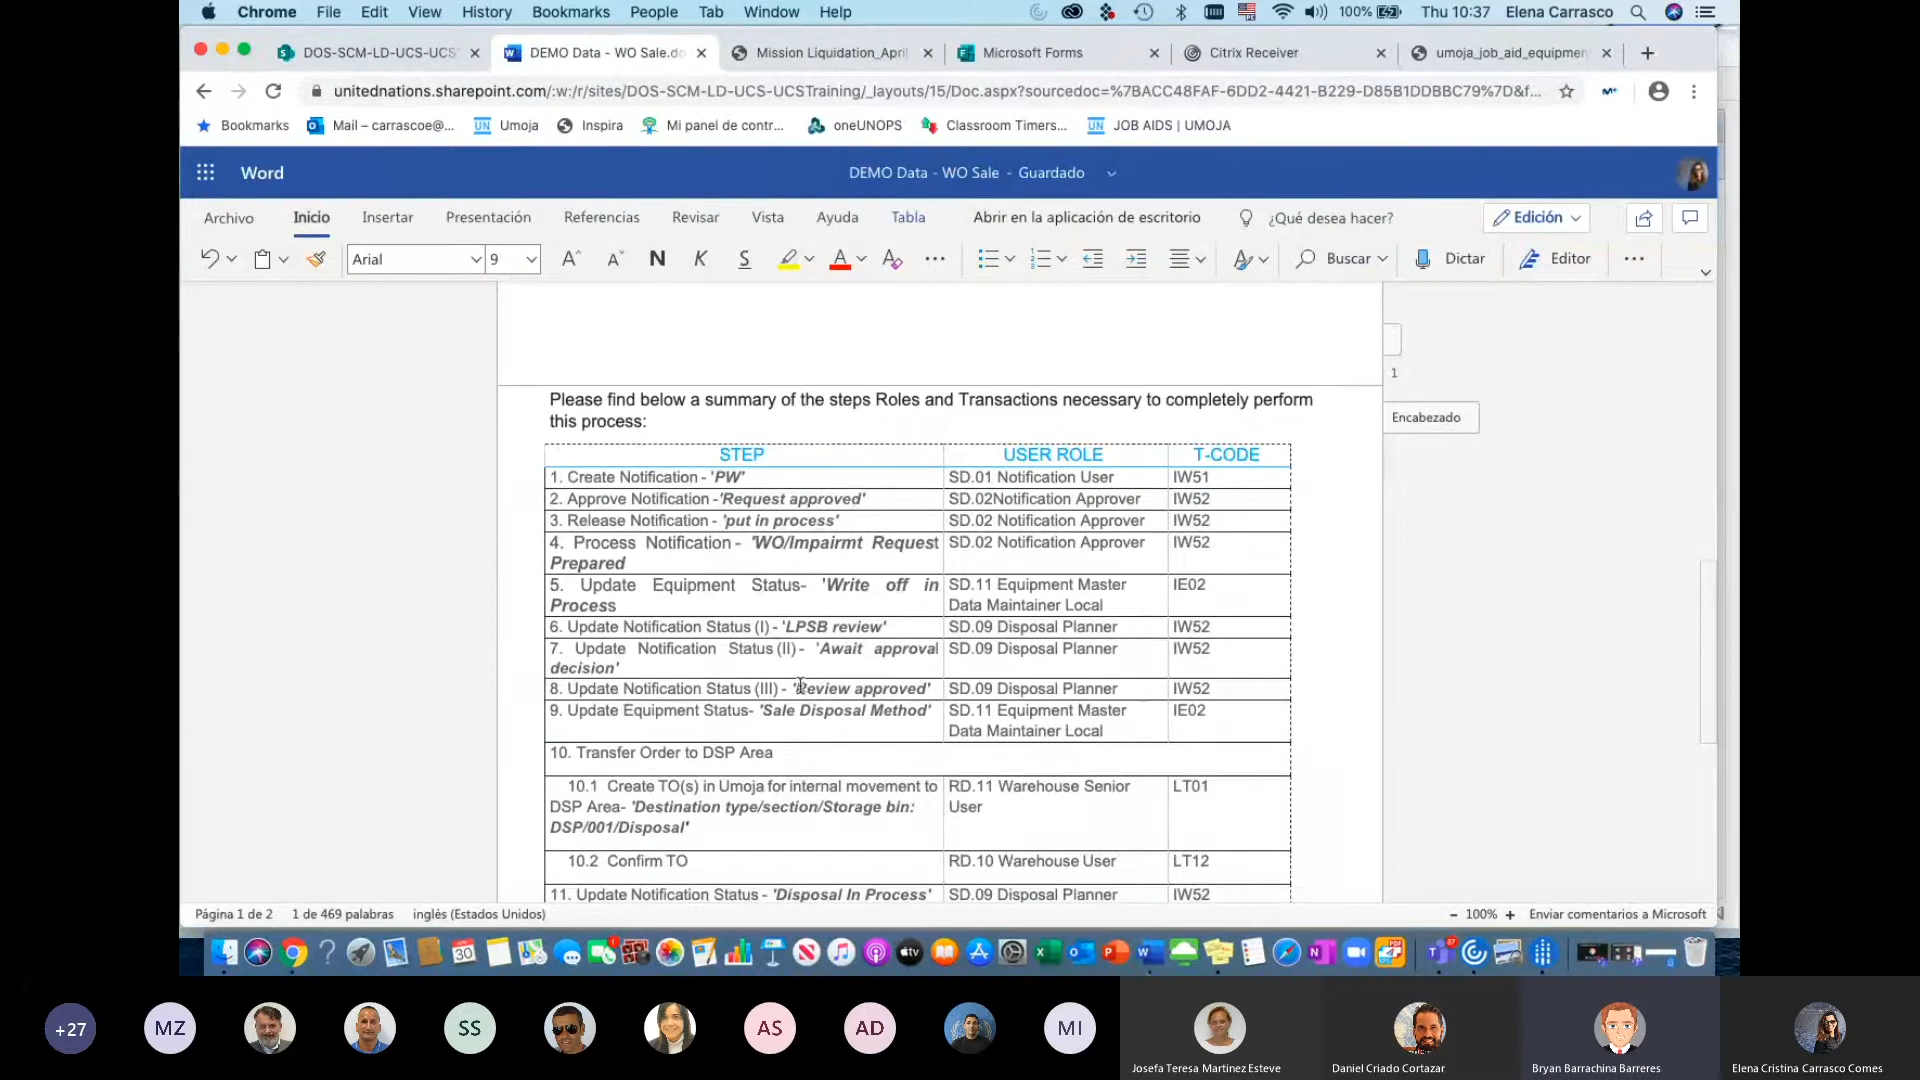 Chrome File Edit View History Bookmarks People Tab Window Help 100% Thu 10:37 Elena Carrasco
DOS-SCM-LD-UCS-UCS DEMO Data - WO Sale.do Mission Liquidation_April Microsoft Forms Citrix Receiver umoja_job_aid_equipmen
unitednations.sharepoint.com/:w:/r/sites/DOS-SCM-LD-UCS-UCSTraining/_layouts/15/Doc.aspx?sourcedoc=%7BACC48FAF-6DD2-4421-B229-D85B1DDBBC79%7D&f...
Bookmarks Mail – carrascoe@... UN Umoja Inspira Mi panel de contr... oneUNOPS Classroom Timers... UN JOB AIDS | UMOJA
Word DEMO Data - WO Sale - Guardado
Archivo Inicio Insertar Presentación Referencias Revisar Vista Ayuda Tabla Abrir en la aplicación de escritorio ¿Qué desea hacer? Edición
Arial 9 A A N K S A A Buscar Dictar Editor
1
Encabezado
Please find below a summary of the steps Roles and Transactions necessary to completely perform
this process:
STEP USER ROLE T-CODE
1. Create Notification - 'PW' SD.01 Notification User IW51
2. Approve Notification -'Request approved' SD.02Notification Approver IW52
3. Release Notification - 'put in process' SD.02 Notification Approver IW52
4. Process Notification - 'WO/Impairmt Request SD.02 Notification Approver IW52
Prepared
5. Update Equipment Status- 'Write off in SD.11 Equipment Master IE02
Process Data Maintainer Local
6. Update Notification Status (I) - 'LPSB review' SD.09 Disposal Planner IW52
7. Update Notification Status (II) - 'Await approval SD.09 Disposal Planner IW52
decision'
8. Update Notification Status (III) - 'Review approved' SD.09 Disposal Planner IW52
9. Update Equipment Status- 'Sale Disposal Method' SD.11 Equipment Master IE02
Data Maintainer Local
10. Transfer Order to DSP Area
10.1 Create TO(s) in Umoja for internal movement to RD.11 Warehouse Senior LT01
DSP Area- 'Destination type/section/Storage bin: User
DSP/001/Disposal'
10.2 Confirm TO RD.10 Warehouse User LT12
11. Update Notification Status - 'Disposal In Process' SD.09 Disposal Planner IW52
Página 1 de 2 1 de 469 palabras inglés (Estados Unidos) - 100% + Enviar comentarios a Microsoft
+27 MZ SS AS AD MI
Josefa Teresa Martinez Esteve Daniel Criado Cortazar Bryan Barrachina Barreres Elena Cristina Carrasco Comes